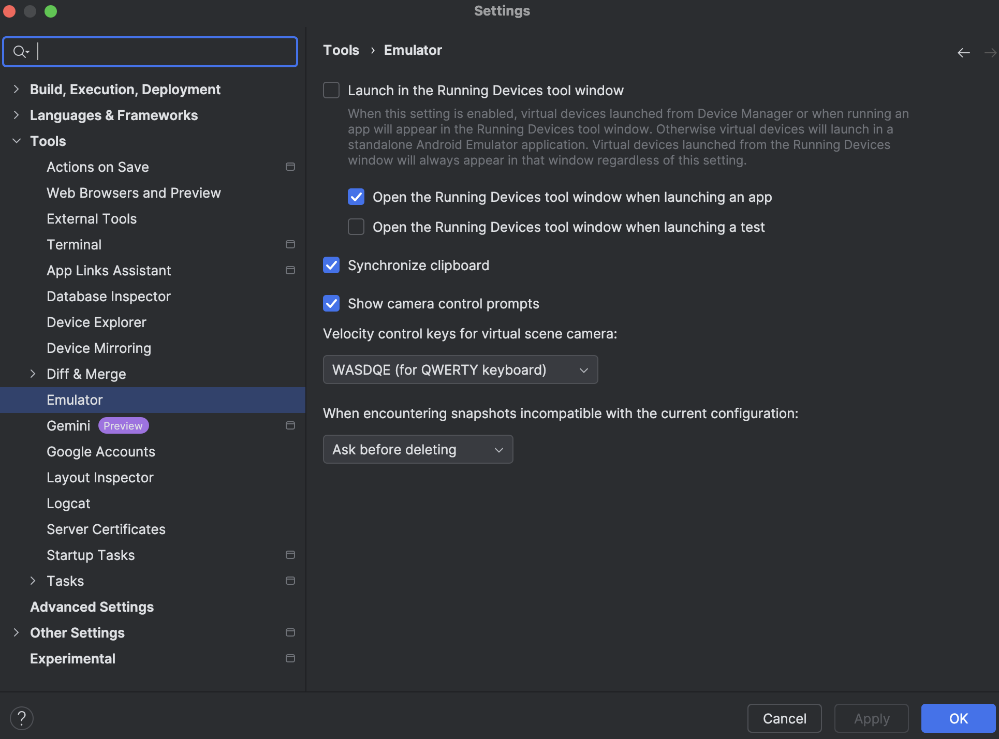 Settings
Build, Execution, Deployment
Languages & Frameworks
Tools
Actions on Save
Web Browsers and Preview
External Tools
Terminal
App Links Assistant
Database Inspector
Device Explorer
Device Mirroring
Diff & Merge
Emulator
Gemini Preview
Google Accounts
Layout Inspector
Logcat
Server Certificates
Startup Tasks
Tasks
Advanced Settings
Other Settings
Experimental
Tools › Emulator
Launch in the Running Devices tool window
When this setting is enabled, virtual devices launched from Device Manager or when running an
app will appear in the Running Devices tool window. Otherwise virtual devices will launch in a
standalone Android Emulator application. Virtual devices launched from the Running Devices
window will always appear in that window regardless of this setting.
Open the Running Devices tool window when launching an app
Open the Running Devices tool window when launching a test
Synchronize clipboard
Show camera control prompts
Velocity control keys for virtual scene camera:
WASDQE (for QWERTY keyboard)
When encountering snapshots incompatible with the current configuration:
Ask before deleting
?
Cancel
Apply
OK